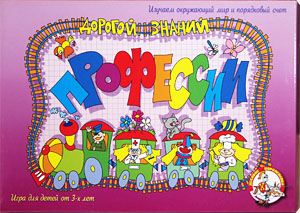 Изучаем окружающий мир и порядковый счет
ДОРОГОЙ ЗНАНИЙ
ПРОФЕССИИ
Игра для детей от 3-х лет